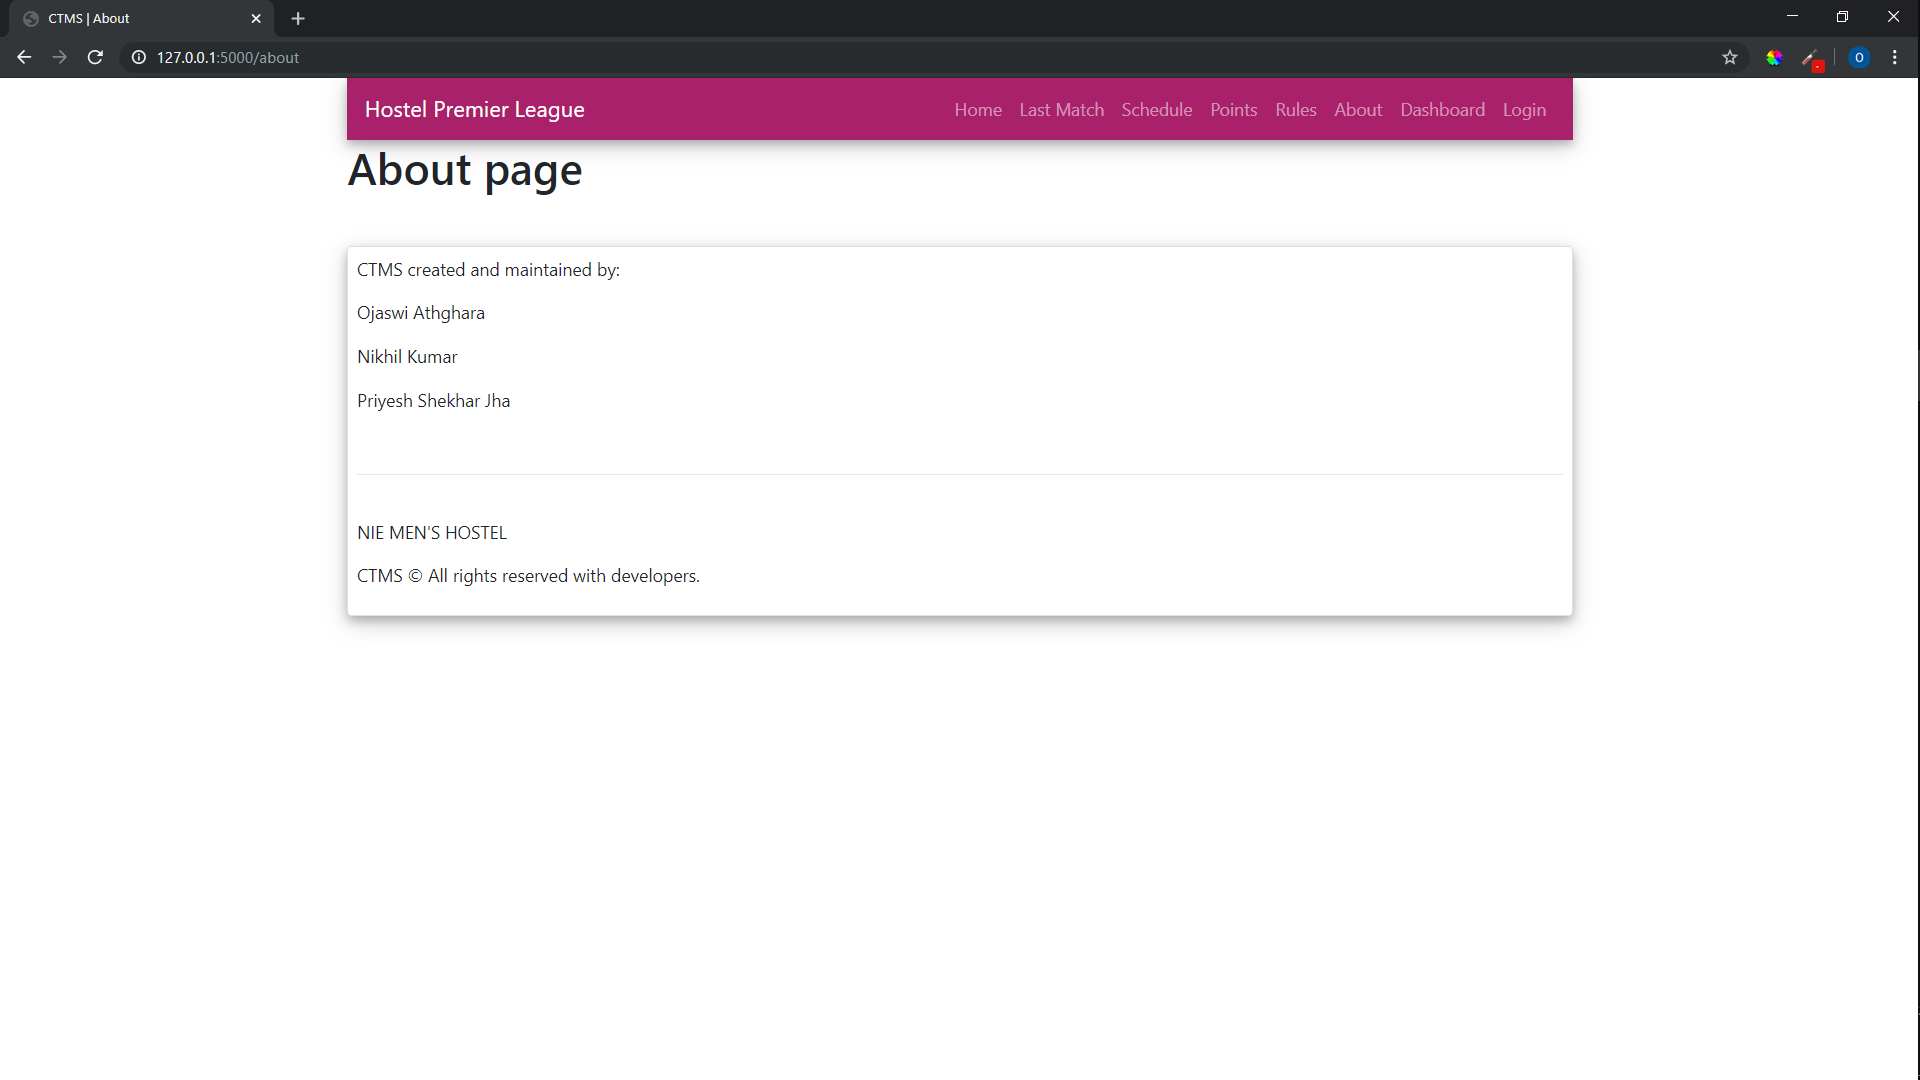 CTMS | About
127.0.0.1:5000/about
O
Hostel Premier League
Home Last Match Schedule Points Rules About Dashboard Login
About page
CTMS created and maintained by:
Ojaswi Athghara
Nikhil Kumar
Priyesh Shekhar Jha
NIE MEN'S HOSTEL
CTMS © All rights reserved with developers.